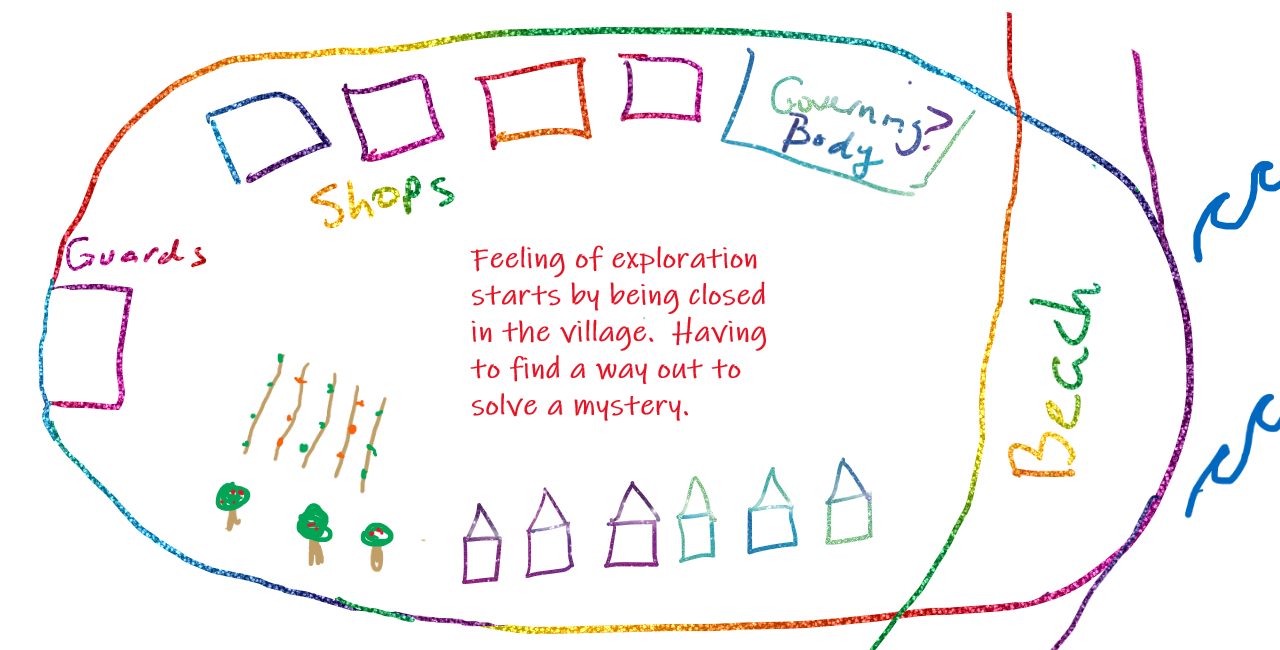 Governing?
Body
Shops
Guards
Feeling of exploration
starts by being closed
in the village. Having
to find a way out to
solve a mystery.
Beach